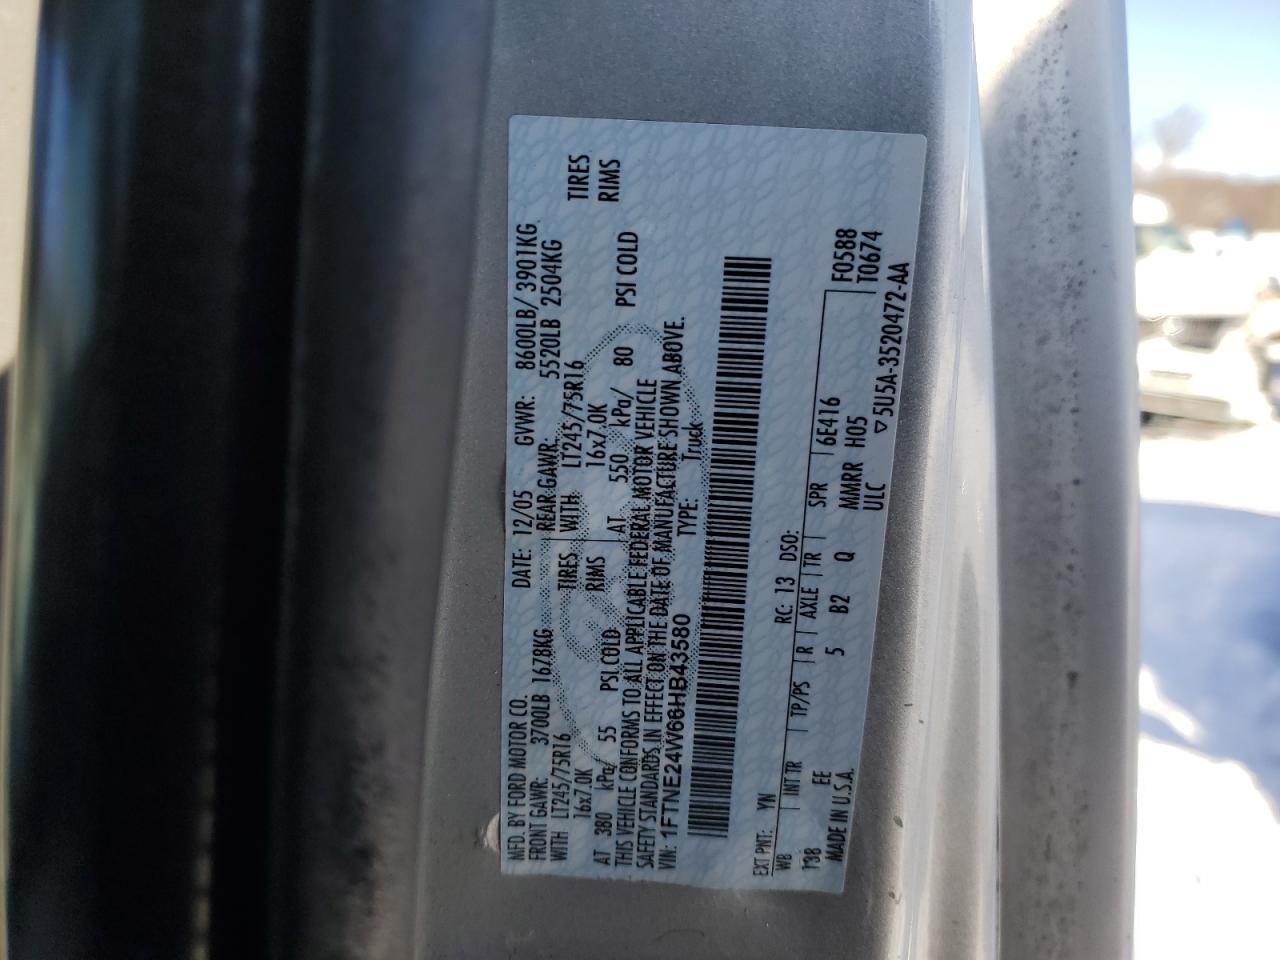 MFD. BY FORD MOTOR CO. DATE: 12/05 GVWR: 8600LB/ 3901KG
FRONT GAWR: 3700LB 1678KG REAR GAWR: 5520LB 2504KG
WITH LT245/75R16 TIRES WITH LT245/75R16 TIRES
16x7.0K RIMS 16x7.0K RIMS
AT 380 kPa/ 55 PSI COLD AT 550 kPa/ 80 PSI COLD
THIS VEHICLE CONFORMS TO ALL APPLICABLE FEDERAL MOTOR VEHICLE
SAFETY STANDARDS IN EFFECT ON THE DATE OF MANUFACTURE SHOWN ABOVE.
VIN: 1FTNE24W66HB43580 TYPE: Truck
EXT PNT: YN RC: 13 DSO:
WB INT TR TP/PS R AXLE TR SPR 6E416 F0588
138 EE 5 B2 Q MMRR H05 T0674
MADE IN U.S.A. ULC ▽5U5A-3520472-AA